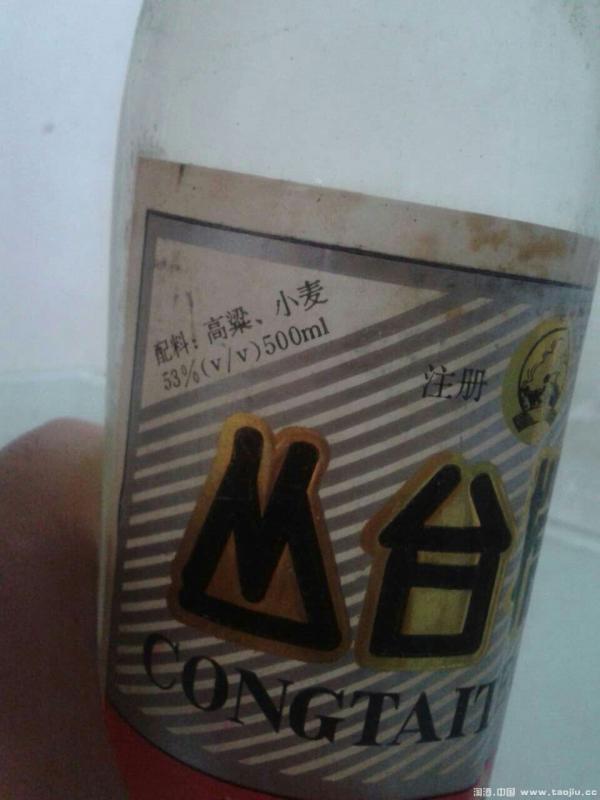 配料：高粱、小麦
53%(v/v)500ml
注册
丛台
CONGTAIT
淘酒.中国 www.taojiu.cc